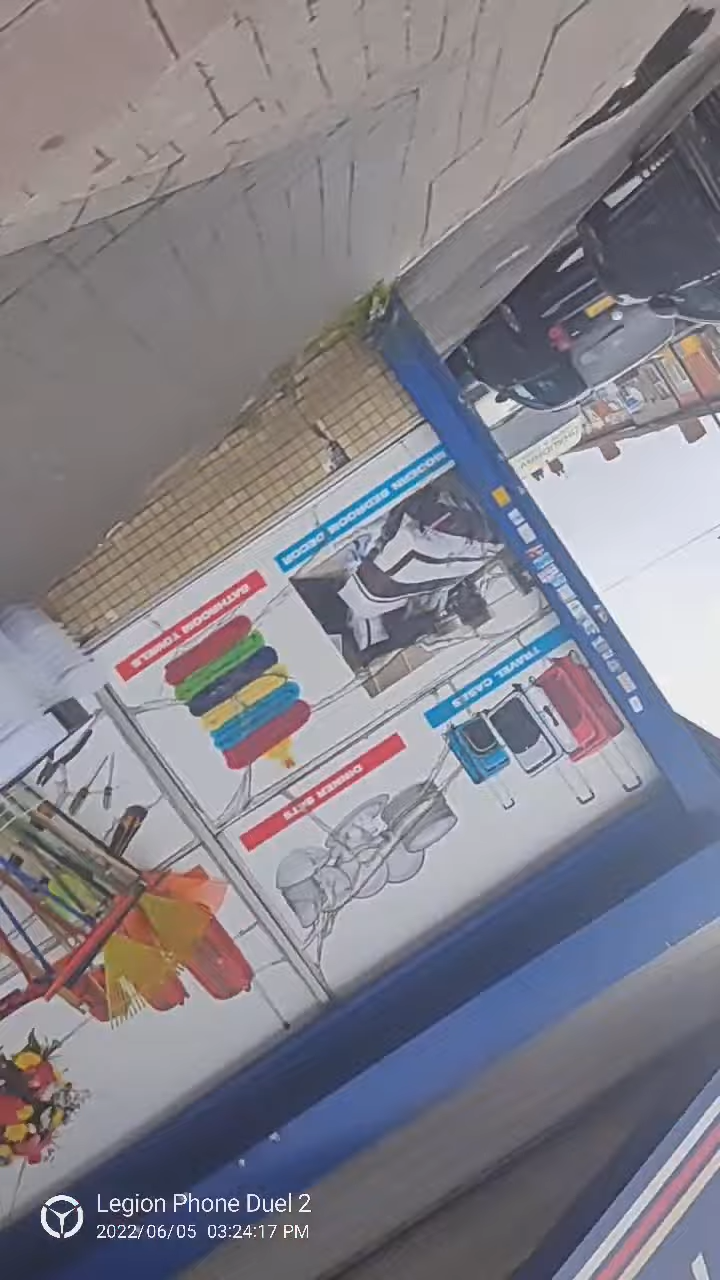 MODERN BEDROOM DECOR
BATHROOM TOWELS
TRAVEL CASES
DINNER SETS
Legion Phone Duel 2
2022/06/05 03:24:17 PM